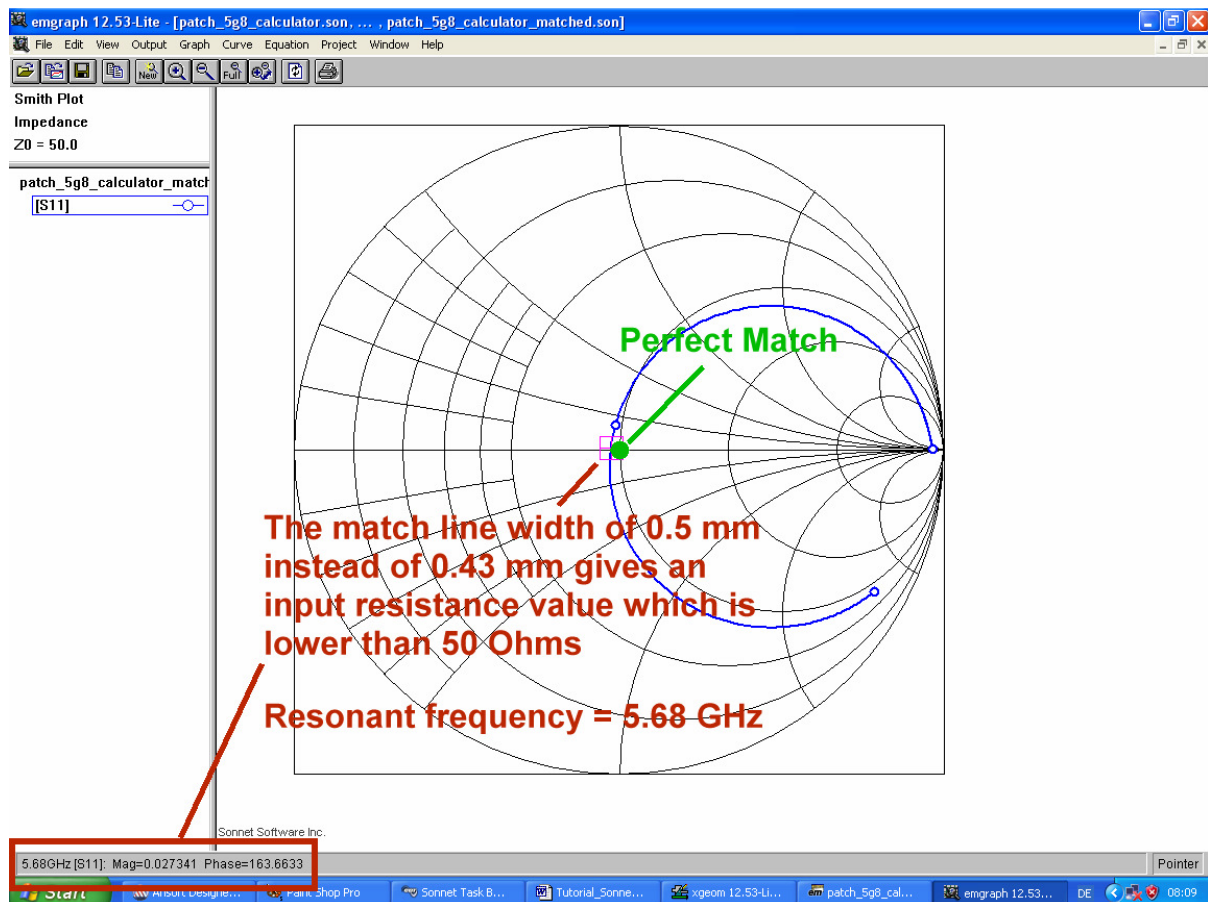 emgraph 12.53-Lite - [patch_5g8_calculator.son, ... , patch_5g8_calculator_matched.son]
File Edit View Output Graph Curve Equation Project Window Help
New Full
Smith Plot
Impedance
Z0 = 50.0
patch_5g8_calculator_match
[S11]
Perfect Match
The match line width of 0.5 mm
instead of 0.43 mm gives an
input resistance value which is
lower than 50 Ohms
Resonant frequency = 5.68 GHz
Sonnet Software Inc.
5.68GHz [S11]: Mag=0.027341 Phase=163.6633
Pointer
Start Ansoft Designe... Paint Shop Pro Sonnet Task B... Tutorial_Sonne... xgeom 12.53-Li... em patch_5g8_cal... emgraph 12.53... DE 08:09